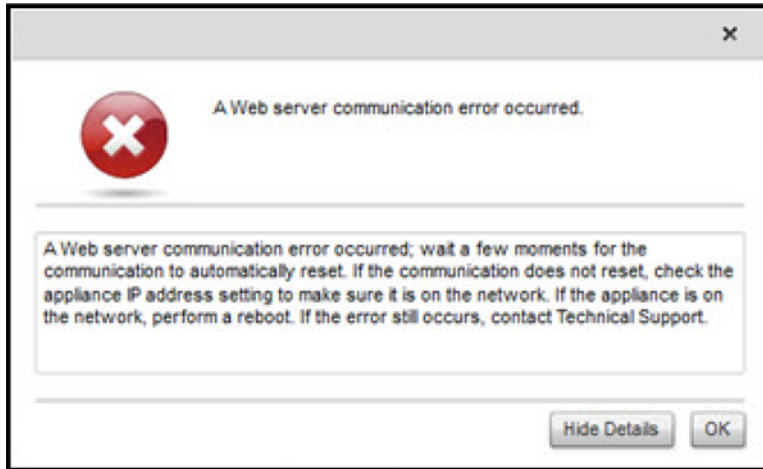 A Web server communication error occurred.
A Web server communication error occurred; wait a few moments for the
communication to automatically reset. If the communication does not reset, check the
appliance IP address setting to make sure it is on the network. If the appliance is on
the network, perform a reboot. If the error still occurs, contact Technical Support.
Hide Details OK